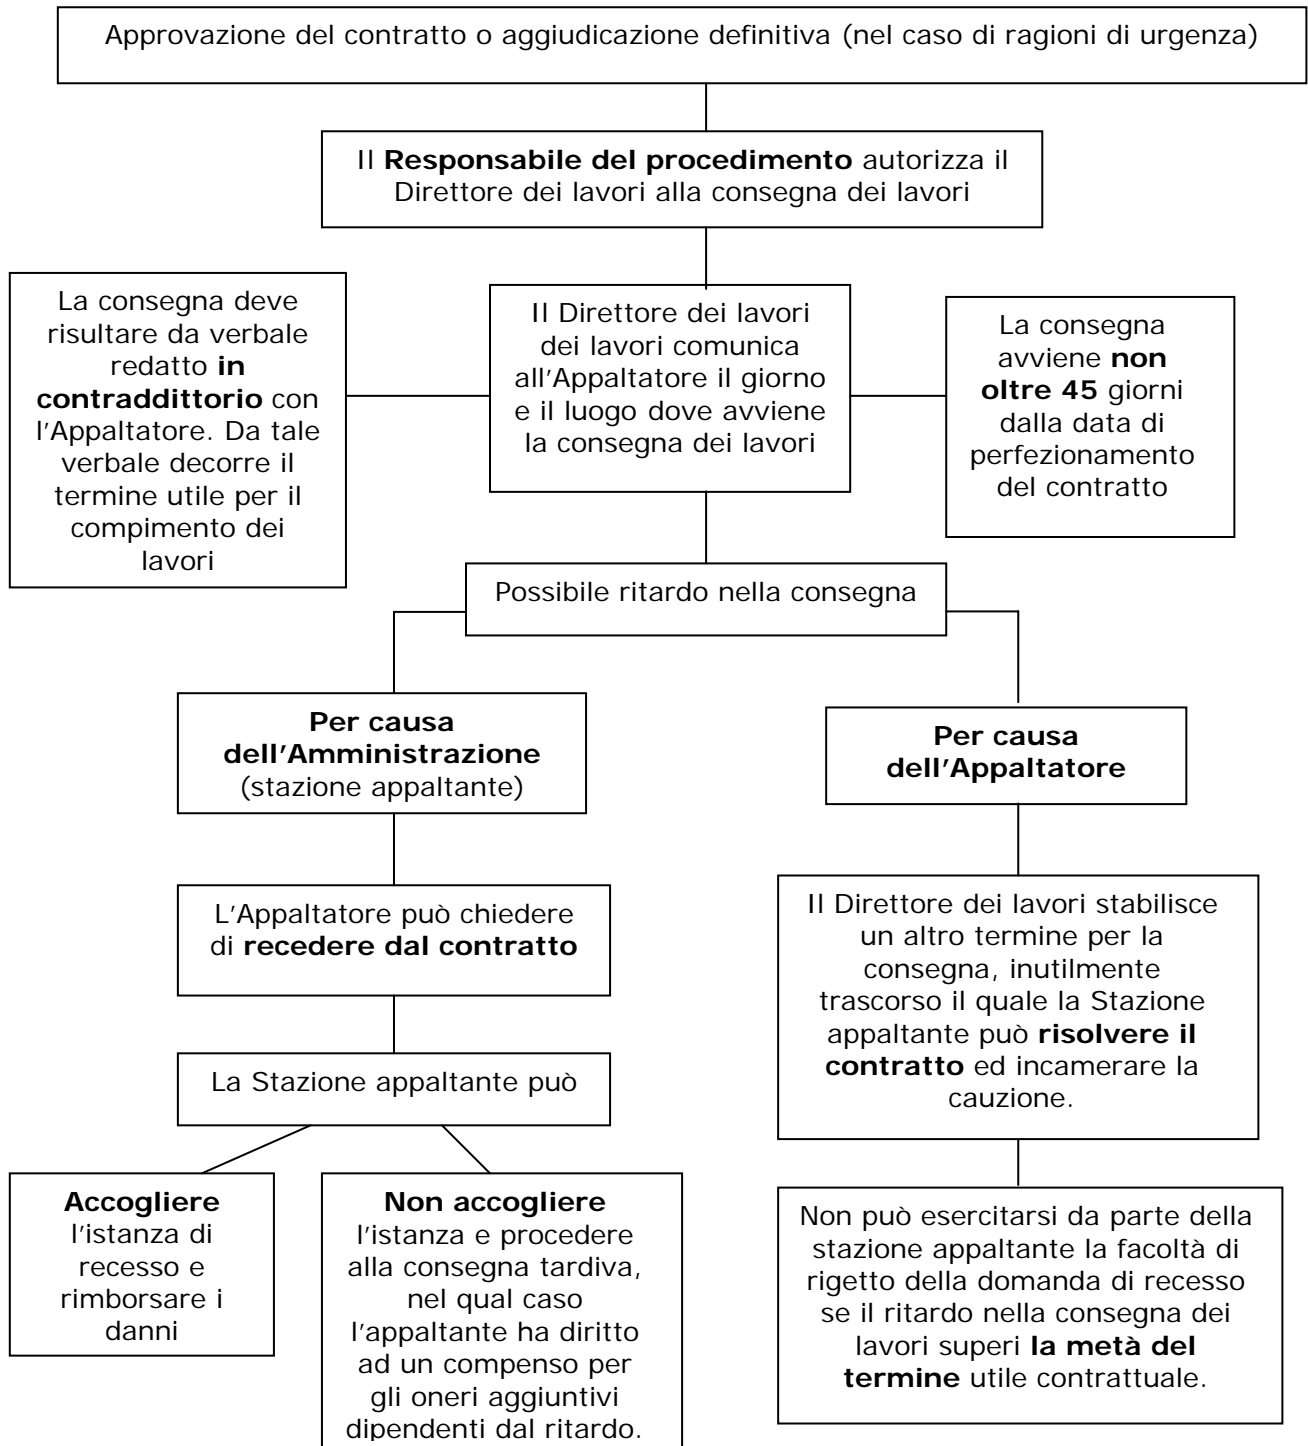 Approvazione del contratto o aggiudicazione definitiva (nel caso di ragioni di urgenza)
Il Responsabile del procedimento autorizza il
Direttore dei lavori alla consegna dei lavori
La consegna deve
risultare da verbale
redatto in
contraddittorio con
l'Appaltatore. Da tale
verbale decorre il
termine utile per il
compimento dei
lavori
Il Direttore dei lavori
dei lavori comunica
all'Appaltatore il giorno
e il luogo dove avviene
la consegna dei lavori
La consegna
avviene non
oltre 45 giorni
dalla data di
perfezionamento
del contratto
Possibile ritardo nella consegna
Per causa
dell'Amministrazione
(stazione appaltante)
Per causa
dell'Appaltatore
L'Appaltatore può chiedere
di recedere dal contratto
Il Direttore dei lavori stabilisce
un altro termine per la
consegna, inutilmente
trascorso il quale la Stazione
appaltante può risolvere il
contratto ed incamerare la
cauzione.
La Stazione appaltante può
Accogliere
l'istanza di
recesso e
rimborsare i
danni
Non accogliere
l'istanza e procedere
alla consegna tardiva,
nel qual caso
l'appaltante ha diritto
ad un compenso per
gli oneri aggiuntivi
dipendenti dal ritardo.
Non può esercitarsi da parte della
stazione appaltante la facoltà di
rigetto della domanda di recesso
se il ritardo nella consegna dei
lavori superi la metà del
termine utile contrattuale.